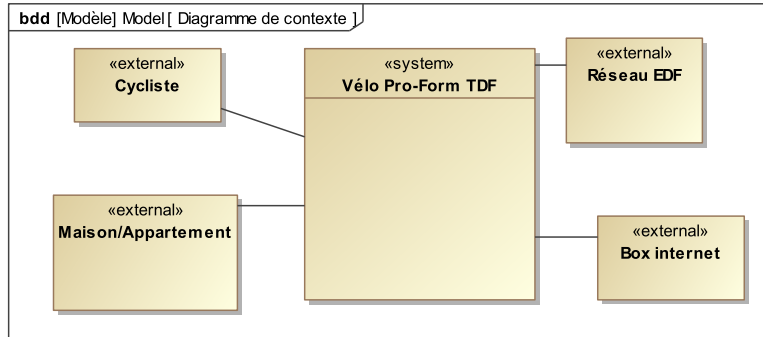 bdd [Modèle] Model[ Diagramme de contexte ]
«external»
Cycliste
«system»
Vélo Pro-Form TDF
«external»
Réseau EDF
«external»
Maison/Appartement
«external»
Box internet